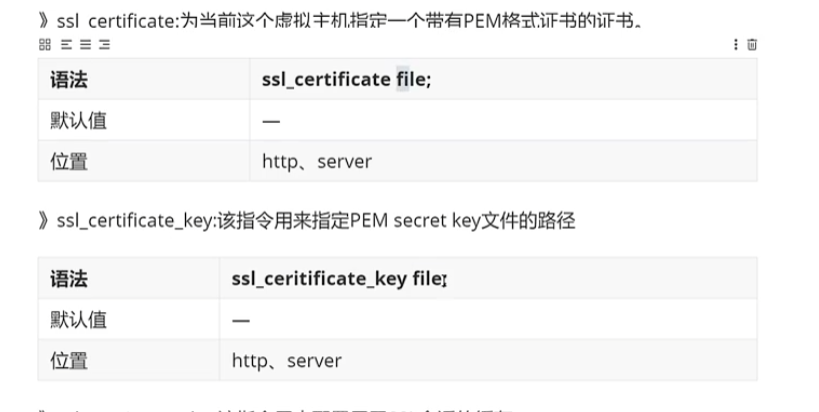 》ssl_certificate:为当前这个虚拟主机指定一个带有PEM格式证书的证书。
语法 ssl_certificate file;
默认值 —
位置 http、server
》ssl_certificate_key:该指令用来指定PEM secret key文件的路径
语法 ssl_ceritificate_key file;
默认值 —
位置 http、server